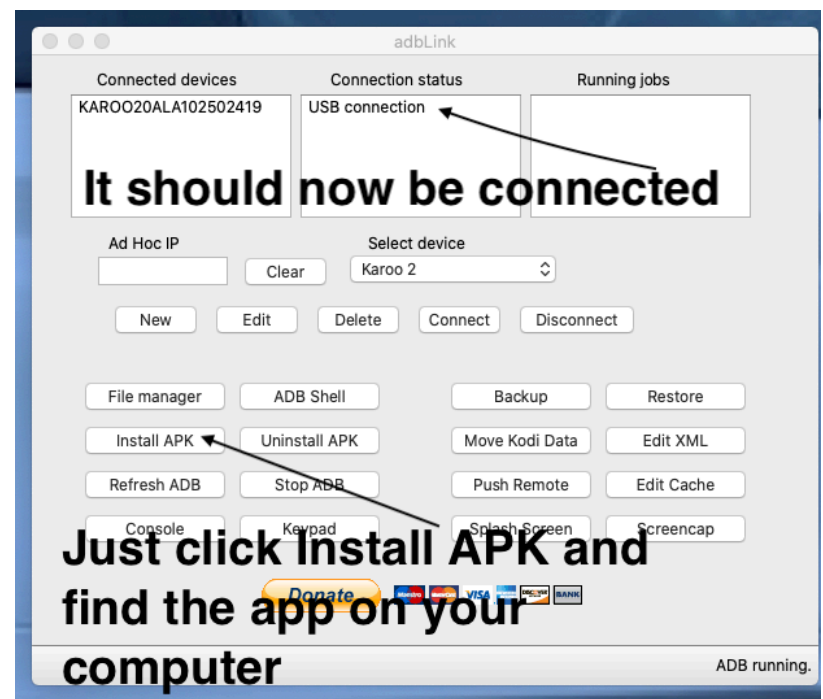 adbLink
Connected devices
Connection status
Running jobs
KAROO20ALA102502419
USB connection
It should now be connected
Ad Hoc IP
Select device
Clear
Karoo 2
New
Edit
Delete
Connect
Disconnect
File manager
ADB Shell
Backup
Restore
Install APK
Uninstall APK
Move Kodi Data
Edit XML
Refresh ADB
Stop ADB
Push Remote
Edit Cache
Console
Keypad
Splash Screen
Screencap
Just click Install APK and
find the app on your
computer
Donate
VISA
BANK
ADB running.